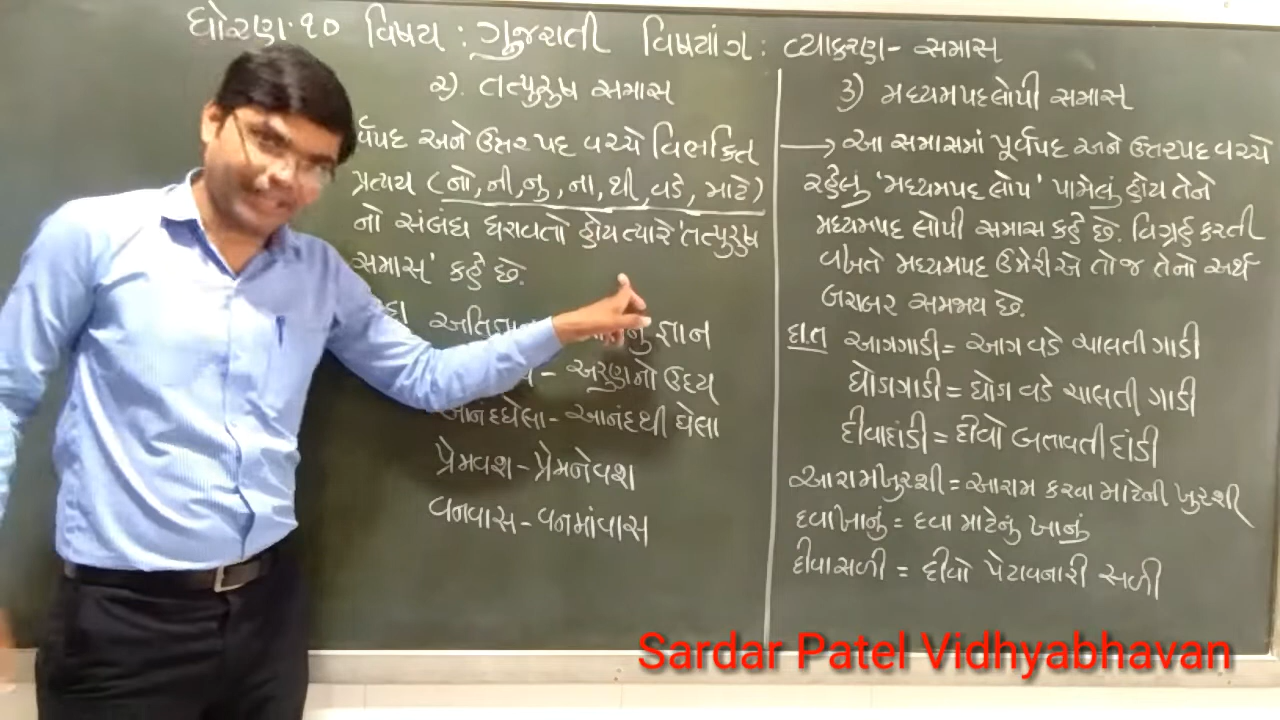 ધોરણ.૧૦ વિષય : ગુજરાતી વિષયાંગ : વ્યાકરણ - સમાસ
૨). તત્પુરુષ સમાસ
ર્વપદ અને ઉત્તરપદ વચ્ચે વિભક્તિ
પ્રત્યય (નો, ની, નુ, ના, થી, વડે, માટે)
નો સંબંધ ધરાવતો હોય ત્યારે 'તત્પુરુષ
સમાસ' કહે છે.
નુ જ્ઞાન
- અરુણનો ઉદય
આનંદઘેલા - આનંદથી ઘેલા
પ્રેમવશ - પ્રેમનેવશ
વનવાસ - વનમાંવાસ
૩) મધ્યમપદલોપી સમાસ
→ આ સમાસમાં પૂર્વપદ અને ઉત્તરપદ વચ્ચે
રહેલું 'મધ્યમપદ લોપ' પામેલું હોય તેને
મધ્યમપદ લોપી સમાસ કહે છે. વિગ્રહ કરતી
વખતે મધ્યમપદ ઉમેરીએ તો જ તેનો અર્થ
બરાબર સમજાય છે.
દા.ત આગગાડી = આગ વડે ચાલતી ગાડી
ઘોડાગાડી = ઘોડા વડે ચાલતી ગાડી
દીવાદાંડી = દીવો બતાવતી દાંડી
આરામખુરશી = આરામ કરવા માટેની ખુરશી
દવાખાનું = દવા માટેનું ખાનું
દીવાસળી = દીવો પેટાવનારી સળી
Sardar Patel Vidhyabhavan